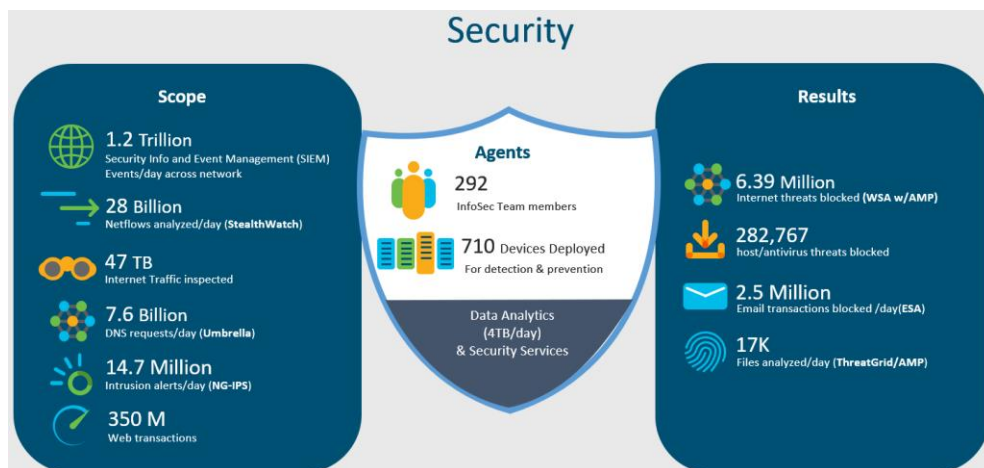 Security
Scope
1.2 Trillion
Security Info and Event Management (SIEM)
Events/day across network
28 Billion
Netflows analyzed/day (StealthWatch)
47 TB
Internet Traffic inspected
7.6 Billion
DNS requests/day (Umbrella)
14.7 Million
Intrusion alerts/day (NG-IPS)
350 M
Web transactions
Agents
292
InfoSec Team members
710 Devices Deployed
For detection & prevention
Data Analytics
(4TB/day)
& Security Services
Results
6.39 Million
Internet threats blocked (WSA w/AMP)
282,767
host/antivirus threats blocked
2.5 Million
Email transactions blocked /day(ESA)
17K
Files analyzed/day (ThreatGrid/AMP)